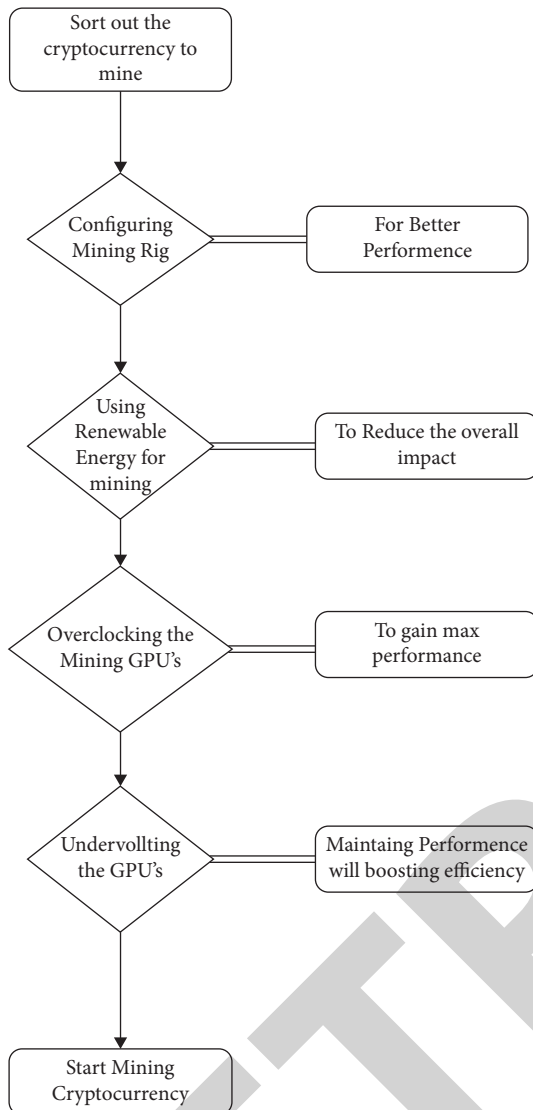 Sort out the
cryptocurrency to
mine
Configuring
Mining Rig
For Better
Performence
Using
Renewable
Energy for
mining
To Reduce the overall
impact
Overclocking the
Mining GPU's
To gain max
performance
Undervollting
the GPU's
Maintaing Performence
will boosting efficiency
Start Mining
Cryptocurrency